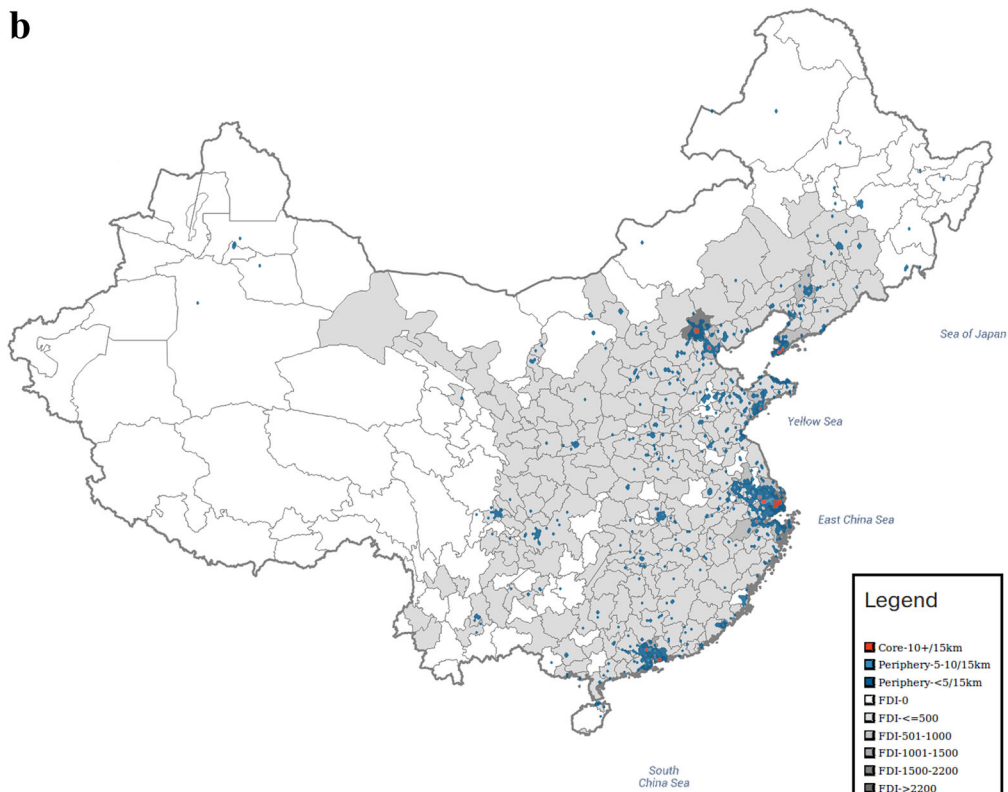 b
Sea of Japan
Yellow Sea
East China Sea
South
China Sea
Legend
Core-10+/15km
Periphery-5-10/15km
Periphery-<5/15km
FDI-0
FDI-<=500
FDI-501-1000
FDI-1001-1500
FDI-1500-2200
FDI->2200